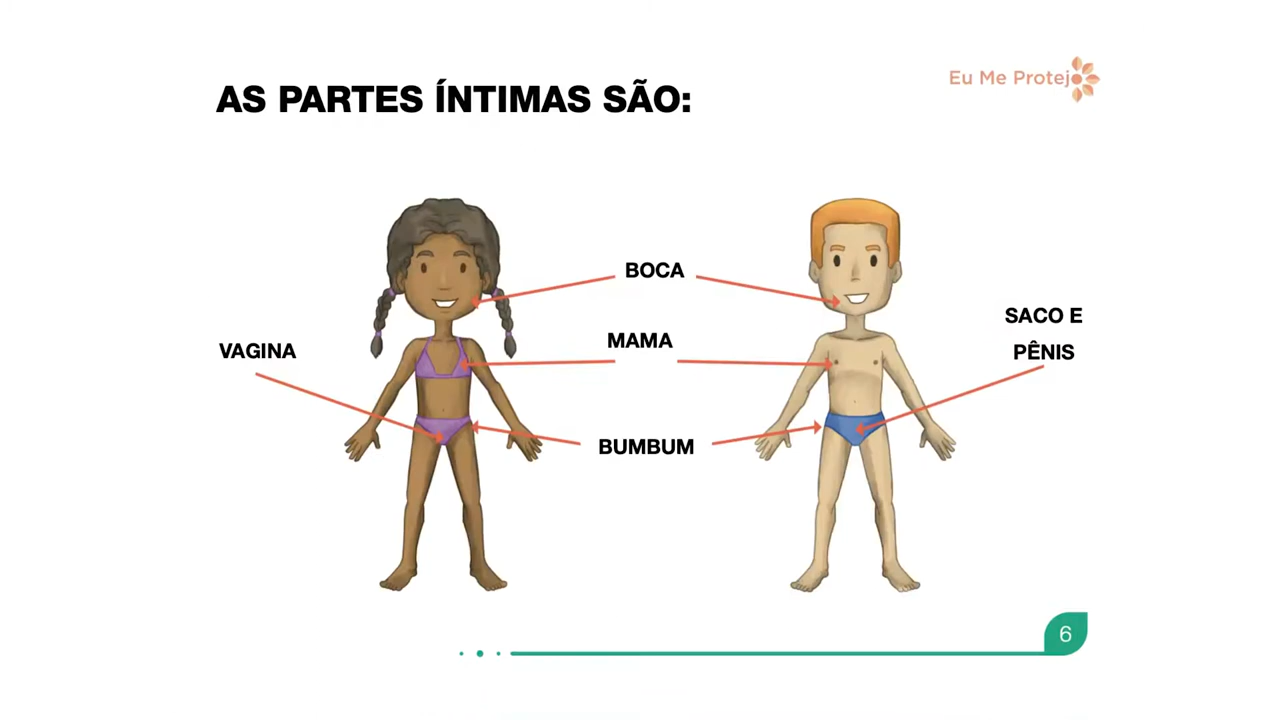 AS PARTES ÍNTIMAS SÃO:
Eu Me Protejo
BOCA
SACO E
PÊNIS
MAMA
VAGINA
BUMBUM
6